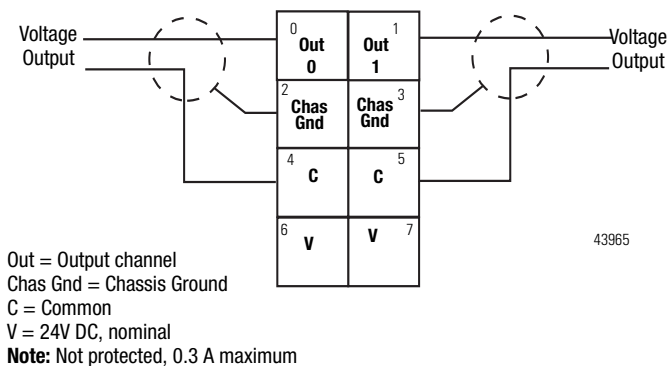 Voltage
Output
0
Out
0
1
Out
1
Voltage
Output
2
Chas
Gnd
3
Chas
Gnd
4
C
5
C
6
V
7
V
43965
Out = Output channel
Chas Gnd = Chassis Ground
C = Common
V = 24V DC, nominal
Note: Not protected, 0.3 A maximum